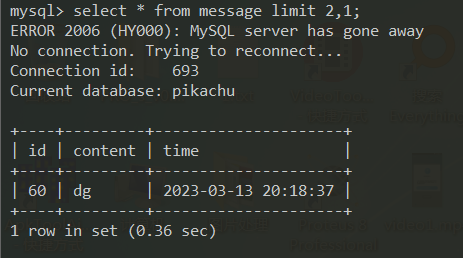 mysql> select * from message limit 2,1;
ERROR 2006 (HY000): MySQL server has gone away
No connection. Trying to reconnect...
Connection id:    693
Current database: pikachu
+----+---------+---------------------+
| id | content | time                |
+----+---------+---------------------+
| 60 | dg      | 2023-03-13 20:18:37 |
+----+---------+---------------------+
1 row in set (0.36 sec)